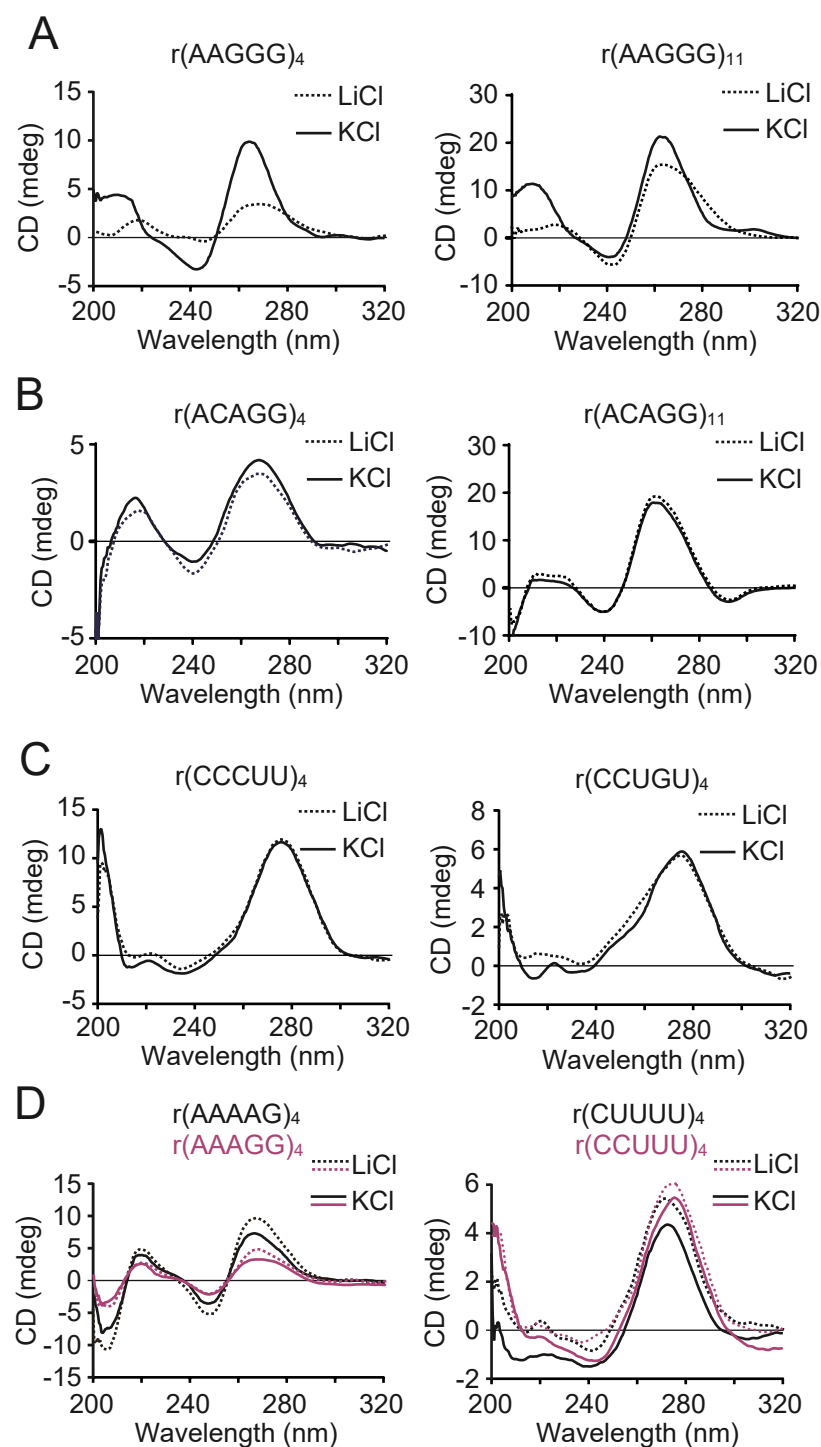 A
r(AAGGG)₄
LiCl
KCl
CD (mdeg)
15
10
5
0
-5
200 240 280 320
Wavelength (nm)
r(AAGGG)₁₁
LiCl
KCl
CD (mdeg)
30
20
10
0
-10
200 240 280 320
Wavelength (nm)
B
r(ACAGG)₄
LiCl
KCl
CD (mdeg)
5
0
-5
200 240 280 320
Wavelength (nm)
r(ACAGG)₁₁
LiCl
KCl
CD (mdeg)
30
20
10
0
-10
200 240 280 320
Wavelength (nm)
C
r(CCCUU)₄
LiCl
KCl
CD (mdeg)
15
10
5
0
-5
200 240 280 320
Wavelength (nm)
r(CCUGU)₄
LiCl
KCl
CD (mdeg)
8
6
4
2
0
-2
200 240 280 320
Wavelength (nm)
D
r(AAAAG)₄
r(AAAGG)₄
LiCl
KCl
CD (mdeg)
15
10
5
0
-5
-10
-15
200 240 280 320
Wavelength (nm)
r(CUUUU)₄
r(CCUUU)₄
LiCl
KCl
CD (mdeg)
6
4
2
0
-2
200 240 280 320
Wavelength (nm)